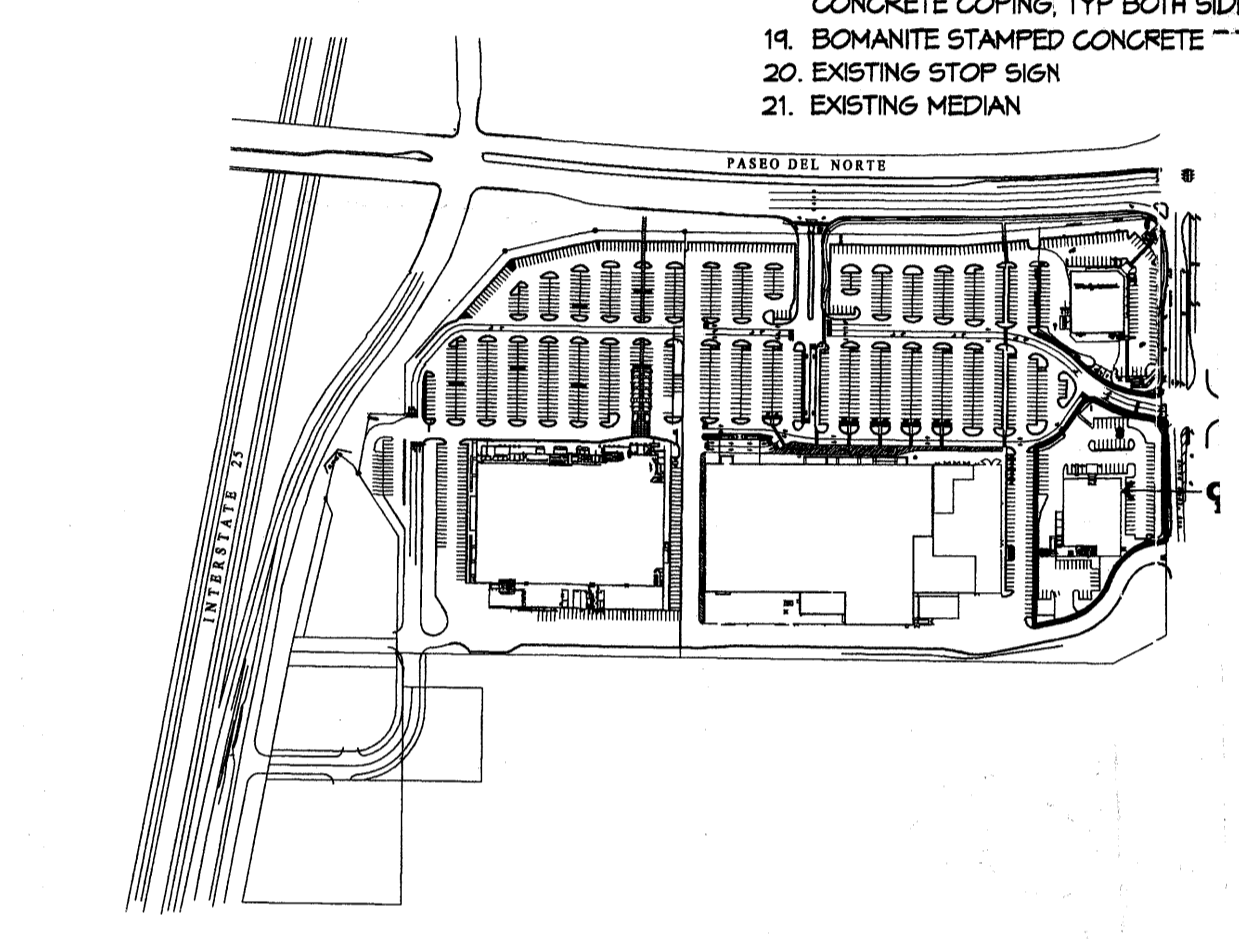 CONCRETE COPING, TYP BOTH SIDE
19. BOMANITE STAMPED CONCRETE
20. EXISTING STOP SIGN
21. EXISTING MEDIAN
PASEO DEL NORTE
Walgreens
INTERSTATE 25